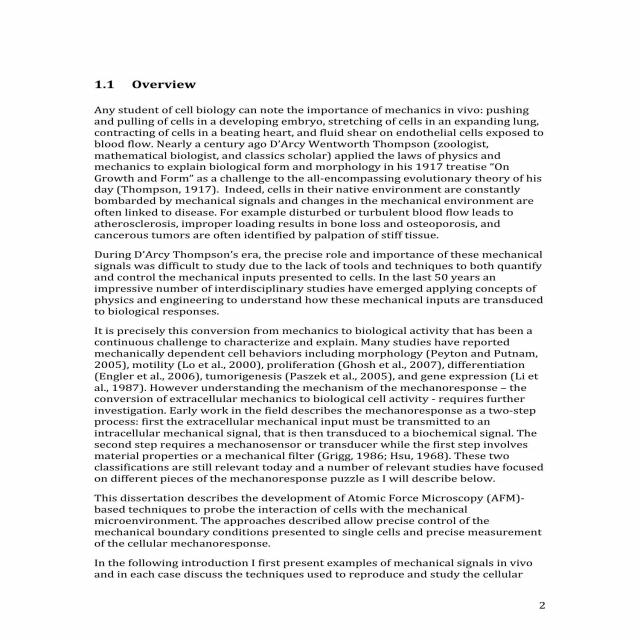 1.1 Overview
Any student of cell biology can note the importance of mechanics in vivo: pushing
and pulling of cells in a developing embryo, stretching of cells in an expanding lung,
contracting of cells in a beating heart, and fluid shear on endothelial cells exposed to
blood flow. Nearly a century ago D'Arcy Wentworth Thompson (zoologist,
mathematical biologist, and classics scholar) applied the laws of physics and
mechanics to explain biological form and morphology in his 1917 treatise "On
Growth and Form" as a challenge to the all-encompassing evolutionary theory of his
day (Thompson, 1917). Indeed, cells in their native environment are constantly
bombarded by mechanical signals and changes in the mechanical environment are
often linked to disease. For example disturbed or turbulent blood flow leads to
atherosclerosis, improper loading results in bone loss and osteoporosis, and
cancerous tumors are often identified by palpation of stiff tissue.
During D'Arcy Thompson's era, the precise role and importance of these mechanical
signals was difficult to study due to the lack of tools and techniques to both quantify
and control the mechanical inputs presented to cells. In the last 50 years an
impressive number of interdisciplinary studies have emerged applying concepts of
physics and engineering to understand how these mechanical inputs are transduced
to biological responses.
It is precisely this conversion from mechanics to biological activity that has been a
continuous challenge to characterize and explain. Many studies have reported
mechanically dependent cell behaviors including morphology (Peyton and Putnam,
2005), motility (Lo et al., 2000), proliferation (Ghosh et al., 2007), differentiation
(Engler et al., 2006), tumorigenesis (Paszek et al., 2005), and gene expression (Li et
al., 1987). However understanding the mechanism of the mechanoresponse – the
conversion of extracellular mechanics to biological cell activity - requires further
investigation. Early work in the field describes the mechanoresponse as a two-step
process: first the extracellular mechanical input must be transmitted to an
intracellular mechanical signal, that is then transduced to a biochemical signal. The
second step requires a mechanosensor or transducer while the first step involves
material properties or a mechanical filter (Grigg, 1986; Hsu, 1968). These two
classifications are still relevant today and a number of relevant studies have focused
on different pieces of the mechanoresponse puzzle as I will describe below.
This dissertation describes the development of Atomic Force Microscopy (AFM)-
based techniques to probe the interaction of cells with the mechanical
microenvironment. The approaches described allow precise control of the
mechanical boundary conditions presented to single cells and precise measurement
of the cellular mechanoresponse.
In the following introduction I first present examples of mechanical signals in vivo
and in each case discuss the techniques used to reproduce and study the cellular
2